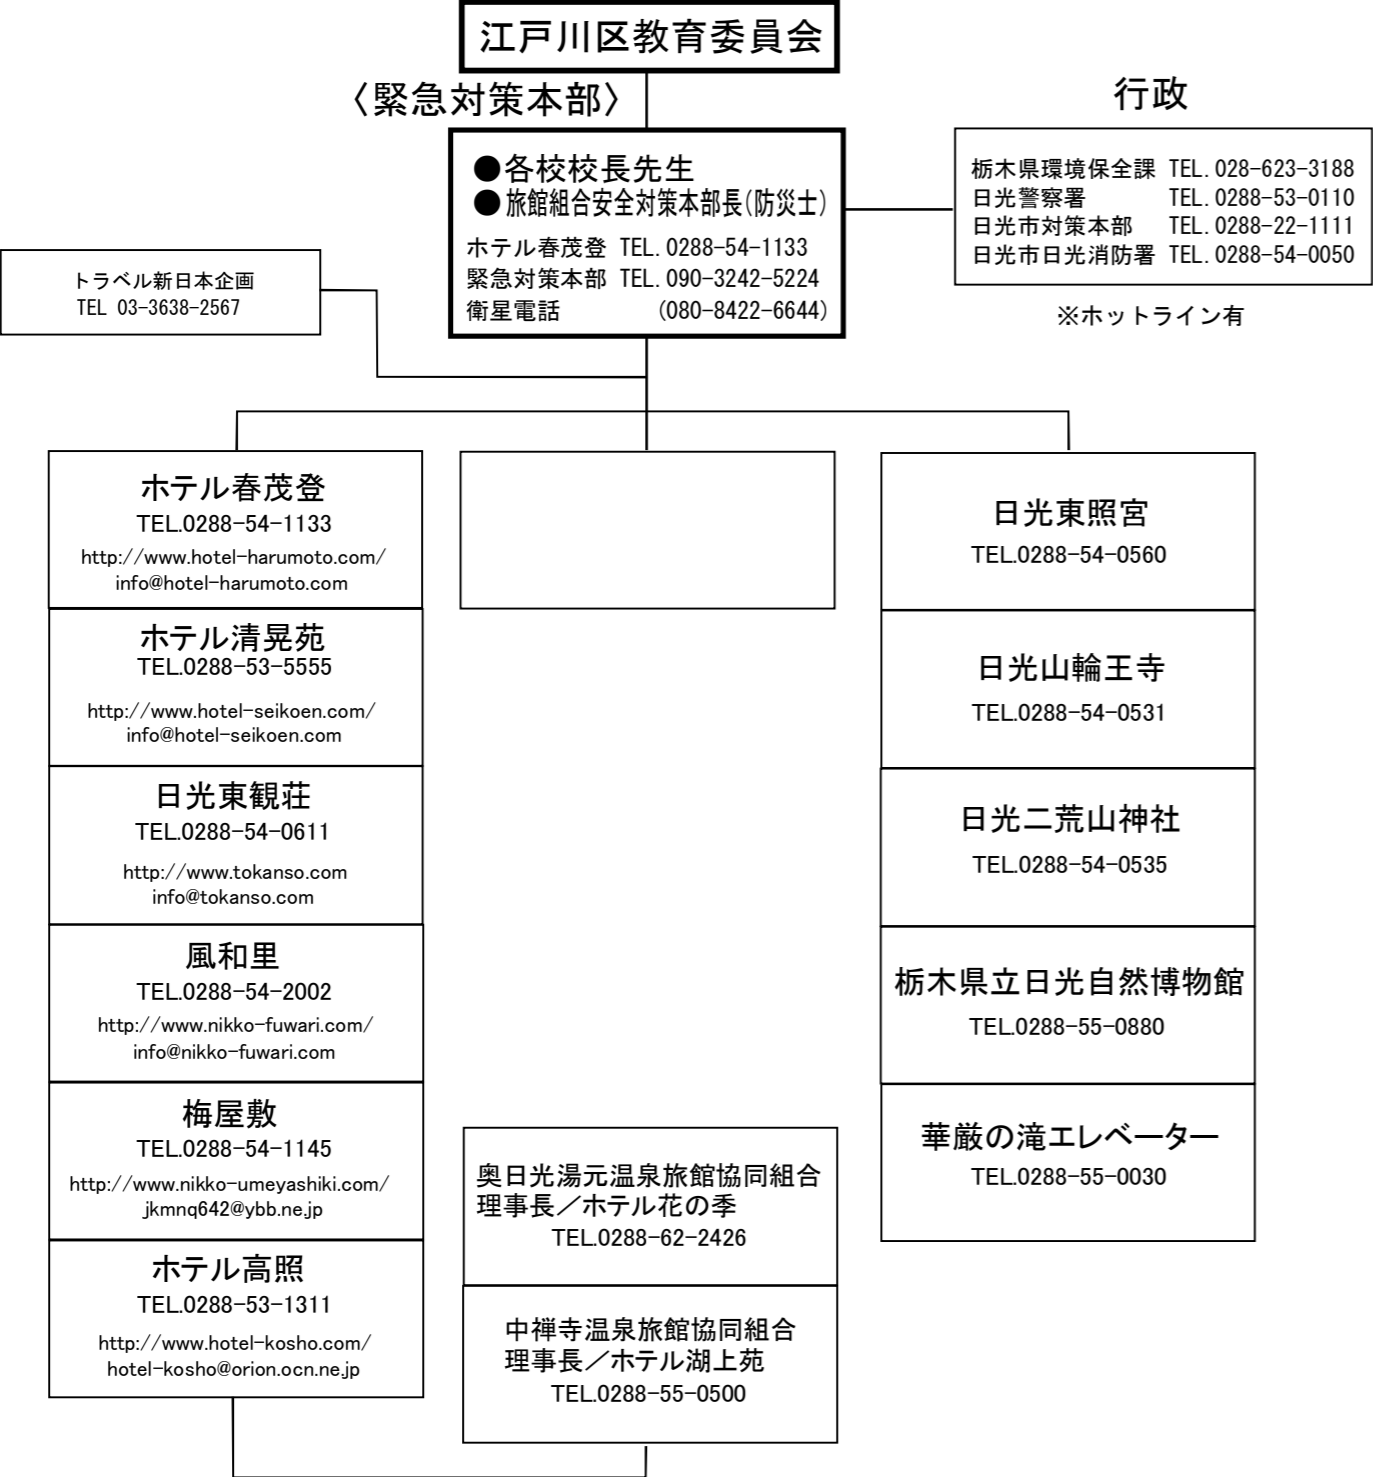 江戸川区教育委員会
〈緊急対策本部〉
●各校校長先生
●旅館組合安全対策本部長(防災士)
ホテル春茂登 TEL. 0288-54-1133
緊急対策本部 TEL. 090-3242-5224
衛星電話 (080-8422-6644)
行政
栃木県環境保全課 TEL. 028-623-3188
日光警察署 TEL. 0288-53-0110
日光市対策本部 TEL. 0288-22-1111
日光市日光消防署 TEL. 0288-54-0050
※ホットライン有
トラベル新日本企画
TEL 03-3638-2567
ホテル春茂登
TEL.0288-54-1133
http://www.hotel-harumoto.com/
info@hotel-harumoto.com
ホテル清晃苑
TEL.0288-53-5555
http://www.hotel-seikoen.com/
info@hotel-seikoen.com
日光東観荘
TEL.0288-54-0611
http://www.tokanso.com
info@tokanso.com
風和里
TEL.0288-54-2002
http://www.nikko-fuwari.com/
info@nikko-fuwari.com
梅屋敷
TEL.0288-54-1145
http://www.nikko-umeyashiki.com/
jkmnq642@ybb.ne.jp
ホテル高照
TEL.0288-53-1311
http://www.hotel-kosho.com/
hotel-kosho@orion.ocn.ne.jp
奥日光湯元温泉旅館協同組合
理事長／ホテル花の季
TEL.0288-62-2426
中禅寺温泉旅館協同組合
理事長／ホテル湖上苑
TEL.0288-55-0500
日光東照宮
TEL.0288-54-0560
日光山輪王寺
TEL.0288-54-0531
日光二荒山神社
TEL.0288-54-0535
栃木県立日光自然博物館
TEL.0288-55-0880
華厳の滝エレベーター
TEL.0288-55-0030